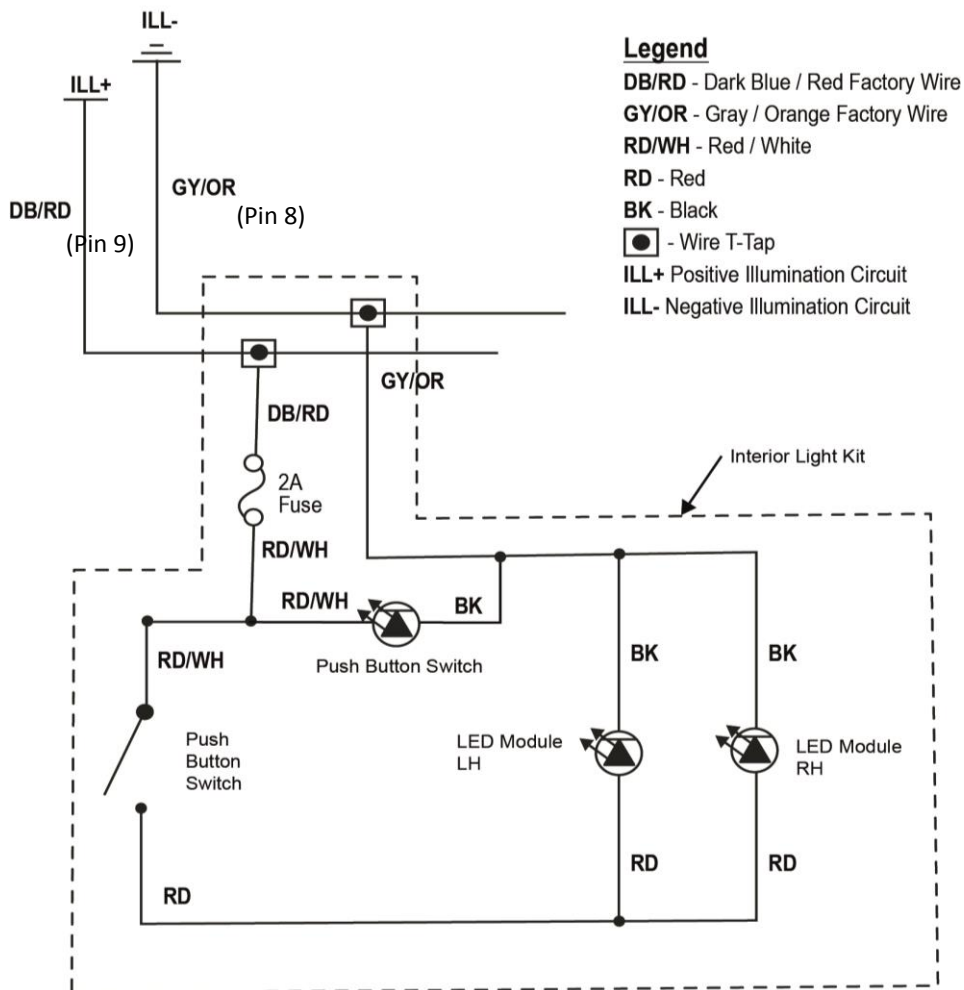 ILL-
ILL+
GY/OR
(Pin 8)
DB/RD
(Pin 9)
Legend
DB/RD - Dark Blue / Red Factory Wire
GY/OR - Gray / Orange Factory Wire
RD/WH - Red / White
RD - Red
BK - Black
- Wire T-Tap
ILL+ Positive Illumination Circuit
ILL- Negative Illumination Circuit
GY/OR
DB/RD
2A
Fuse
RD/WH
Interior Light Kit
RD/WH
BK
Push Button Switch
RD/WH
BK
BK
Push
Button
Switch
LED Module
LH
LED Module
RH
RD
RD
RD